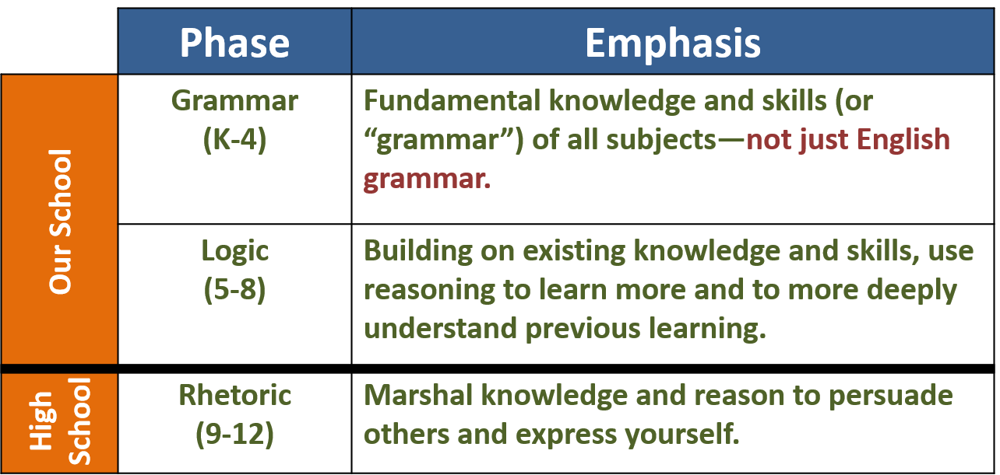 Phase
Emphasis
Our School
Grammar
(K-4)
Fundamental knowledge and skills (or
“grammar”) of all subjects—not just English
grammar.
Logic
(5-8)
Building on existing knowledge and skills, use
reasoning to learn more and to more deeply
understand previous learning.
High
School
Rhetoric
(9-12)
Marshal knowledge and reason to persuade
others and express yourself.